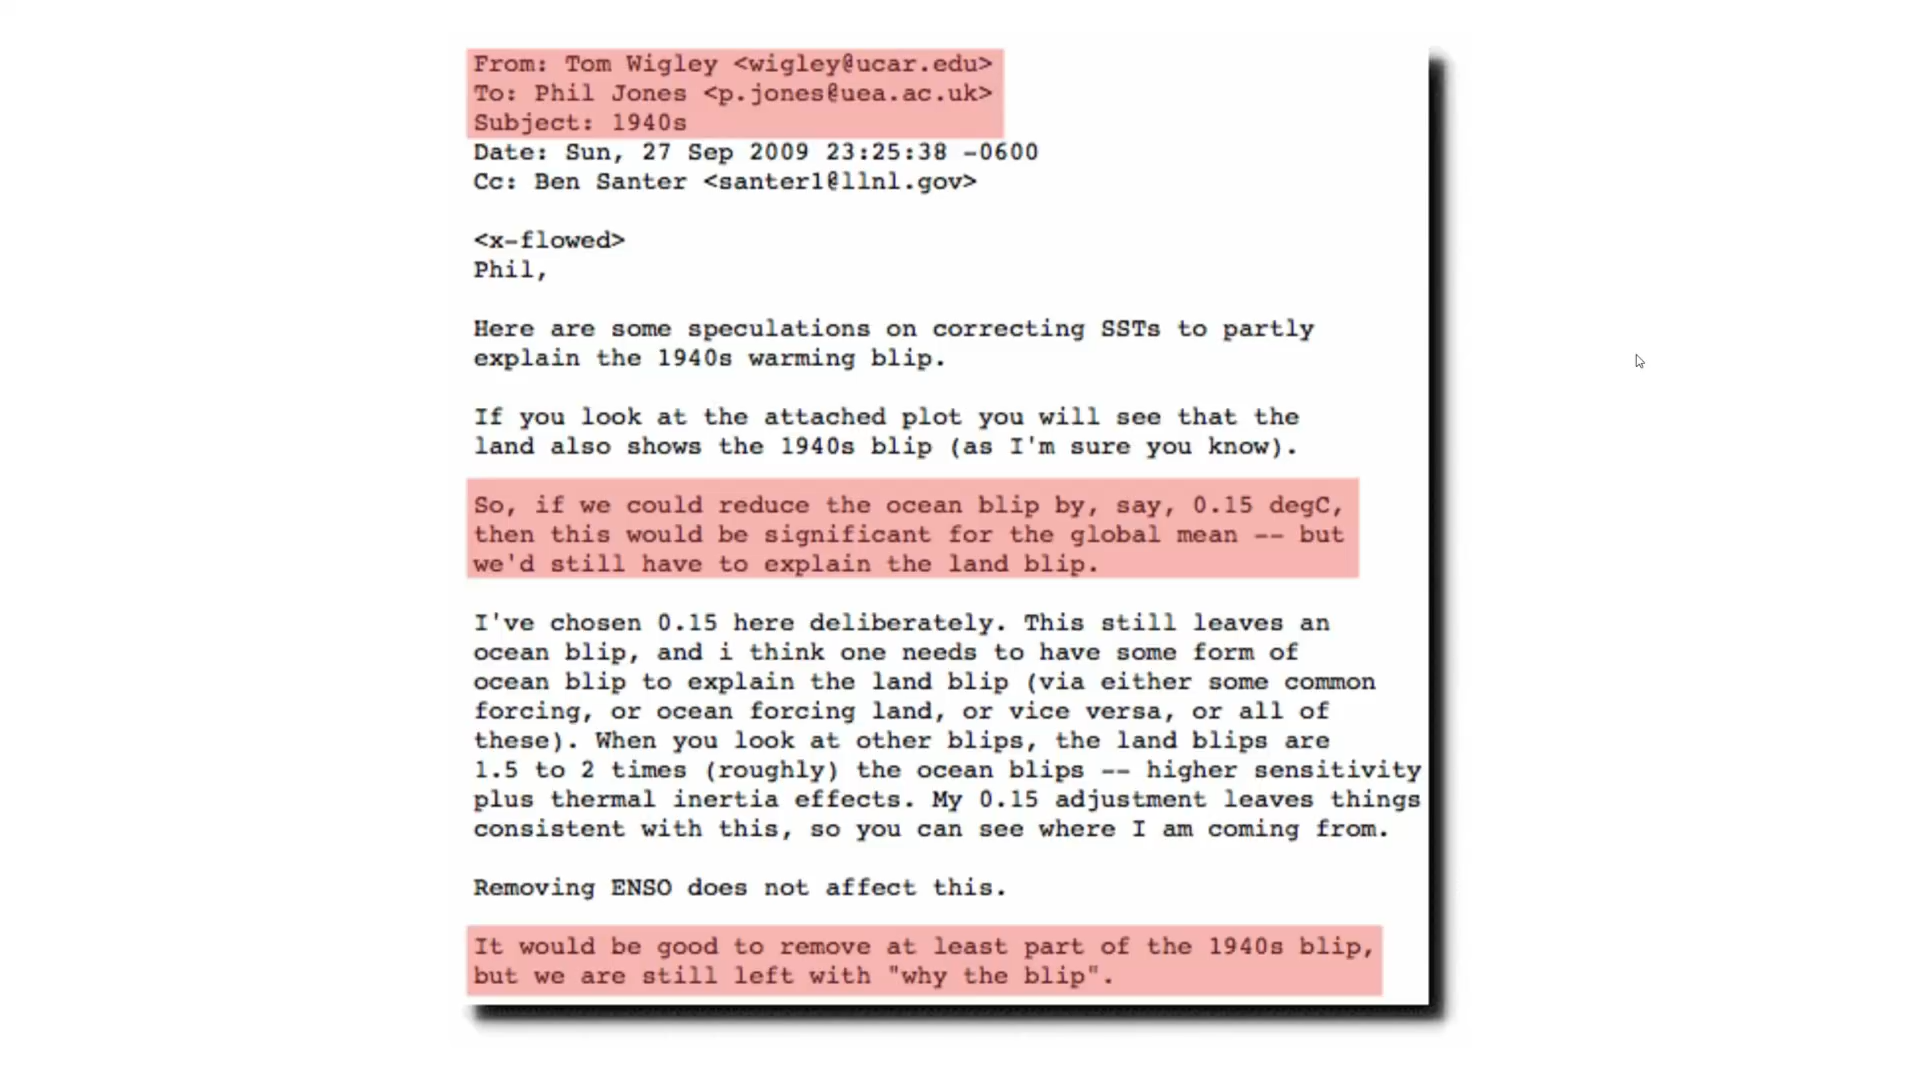 From: Tom Wigley <wigley@ucar.edu>
To: Phil Jones <p.jones@uea.ac.uk>
Subject: 1940s
Date: Sun, 27 Sep 2009 23:25:38 -0600
Cc: Ben Santer <santer1@llnl.gov>
<x-flowed>
Phil,
Here are some speculations on correcting SSTs to partly
explain the 1940s warming blip.
If you look at the attached plot you will see that the
land also shows the 1940s blip (as I'm sure you know).
So, if we could reduce the ocean blip by, say, 0.15 degC,
then this would be significant for the global mean -- but
we'd still have to explain the land blip.
I've chosen 0.15 here deliberately. This still leaves an
ocean blip, and i think one needs to have some form of
ocean blip to explain the land blip (via either some common
forcing, or ocean forcing land, or vice versa, or all of
these). When you look at other blips, the land blips are
1.5 to 2 times (roughly) the ocean blips -- higher sensitivity
plus thermal inertia effects. My 0.15 adjustment leaves things
consistent with this, so you can see where I am coming from.
Removing ENSO does not affect this.
It would be good to remove at least part of the 1940s blip,
but we are still left with "why the blip".